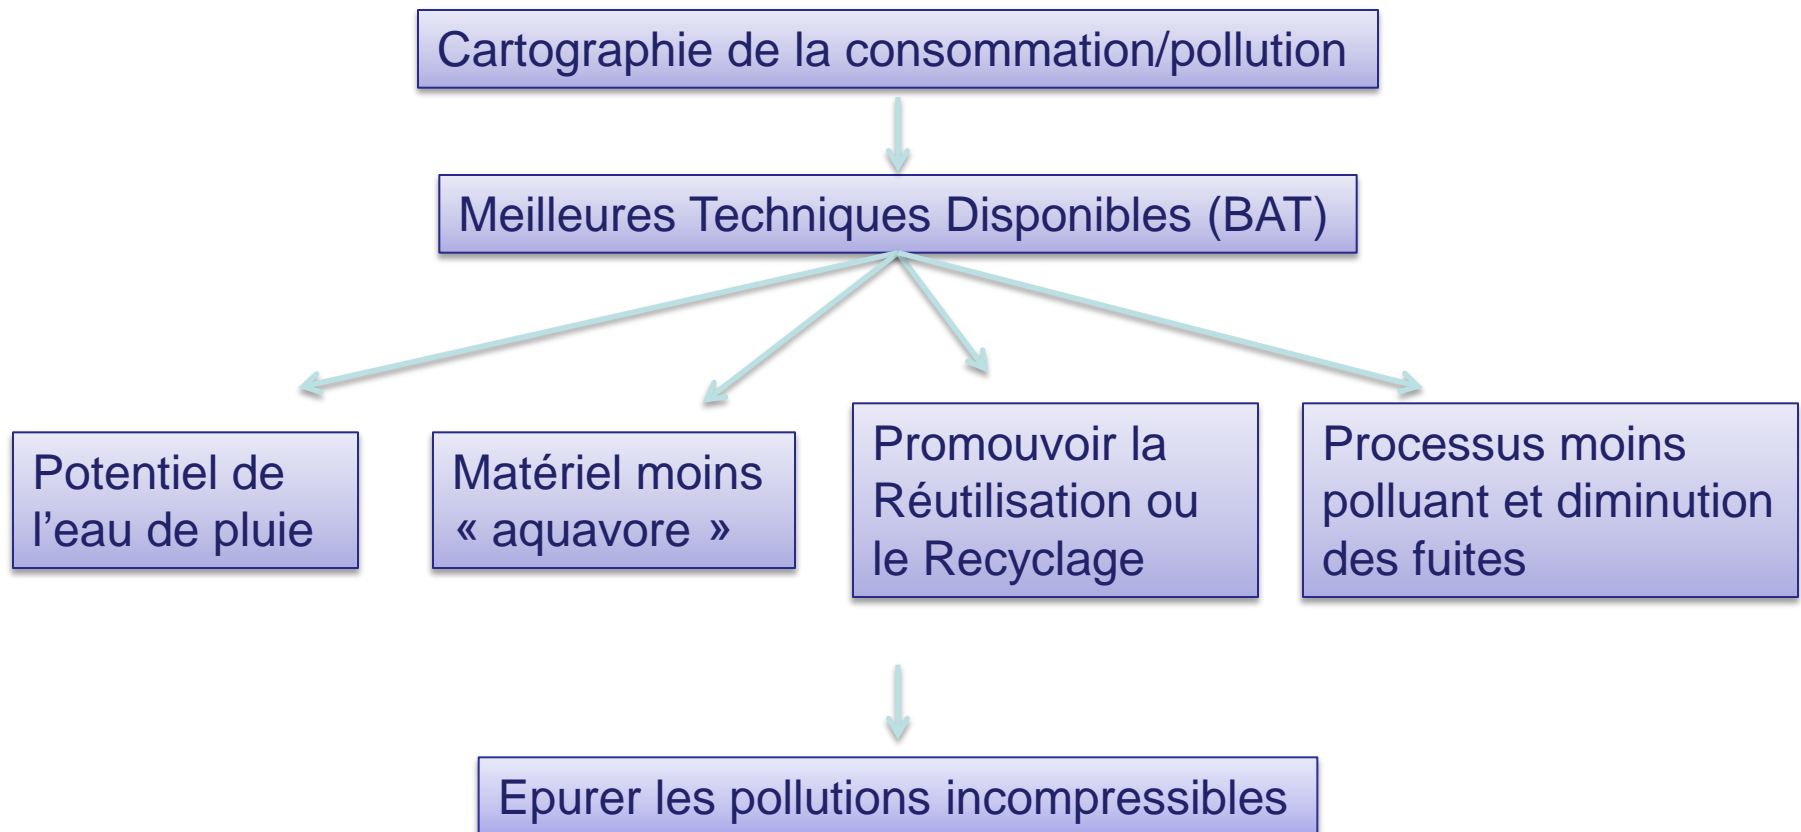 Cartographie de la consommation/pollution
Meilleures Techniques Disponibles (BAT)
Potentiel de
l’eau de pluie
Matériel moins
« aquavore »
Promouvoir la
Réutilisation ou
le Recyclage
Processus moins
polluant et diminution
des fuites
Epurer les pollutions incompressibles